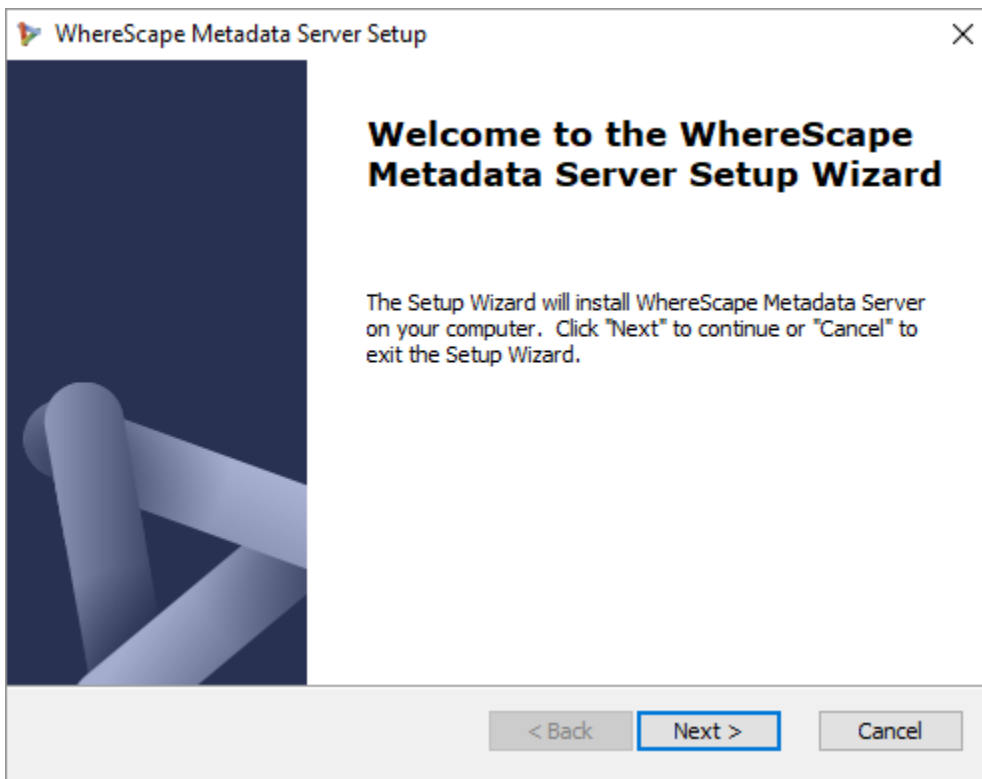 WhereScape Metadata Server Setup
Welcome to the WhereScape
Metadata Server Setup Wizard
The Setup Wizard will install WhereScape Metadata Server
on your computer.  Click "Next" to continue or "Cancel" to
exit the Setup Wizard.
< Back
Next >
Cancel